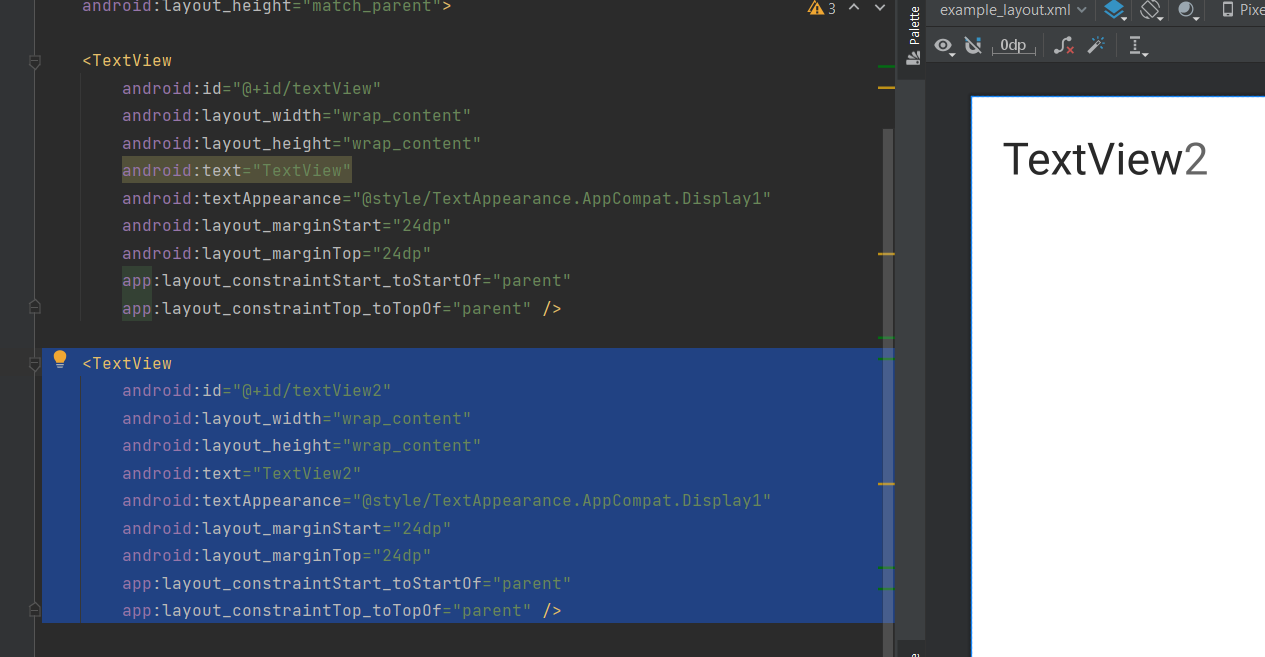 android:layout_height="match_parent">
3
<TextView
android:id="@+id/textView"
android:layout_width="wrap_content"
android:layout_height="wrap_content"
android:text="TextView"
android:textAppearance="@style/TextAppearance.AppCompat.Display1"
android:layout_marginStart="24dp"
android:layout_marginTop="24dp"
app:layout_constraintStart_toStartOf="parent"
app:layout_constraintTop_toTopOf="parent" />
<TextView
android:id="@+id/textView2"
android:layout_width="wrap_content"
android:layout_height="wrap_content"
android:text="TextView2"
android:textAppearance="@style/TextAppearance.AppCompat.Display1"
android:layout_marginStart="24dp"
android:layout_marginTop="24dp"
app:layout_constraintStart_toStartOf="parent"
app:layout_constraintTop_toTopOf="parent" />
Palette
example_layout.xml
0dp
TextView2